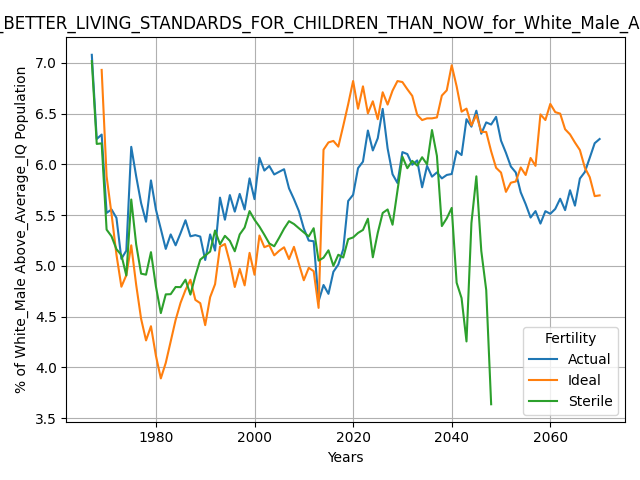 _BETTER_LIVING_STANDARDS_FOR_CHILDREN_THAN_NOW_for_White_Male_A
% of White_Male Above_Average_IQ Population
7.0
6.5
6.0
5.5
5.0
4.5
4.0
3.5
1980
2000
2020
2040
2060
Years
Fertility
Actual
Ideal
Sterile